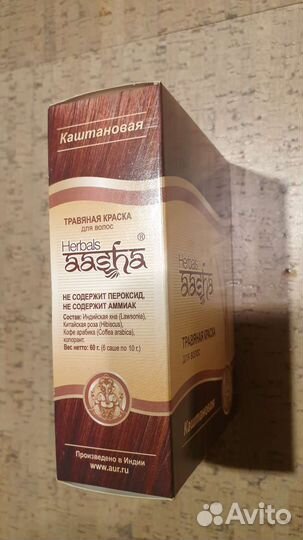 Каштановая
ТРАВЯНАЯ КРАСКА
для волос
Herbals
aasha®
НЕ СОДЕРЖИТ ПЕРОКСИД,
НЕ СОДЕРЖИТ АММИАК
Состав: Индийская хна (Lawsonia),
Китайская роза (Hibiscus),
Кофе арабика (Coffea arabica),
колорант.
Вес нетто: 60 г. (6 саше по 10 г.)
Произведено в Индии
www.aur.ru
Herbals
aasha
ТРАВЯНАЯ КРАСКА
для волос
Каштановая
Avito